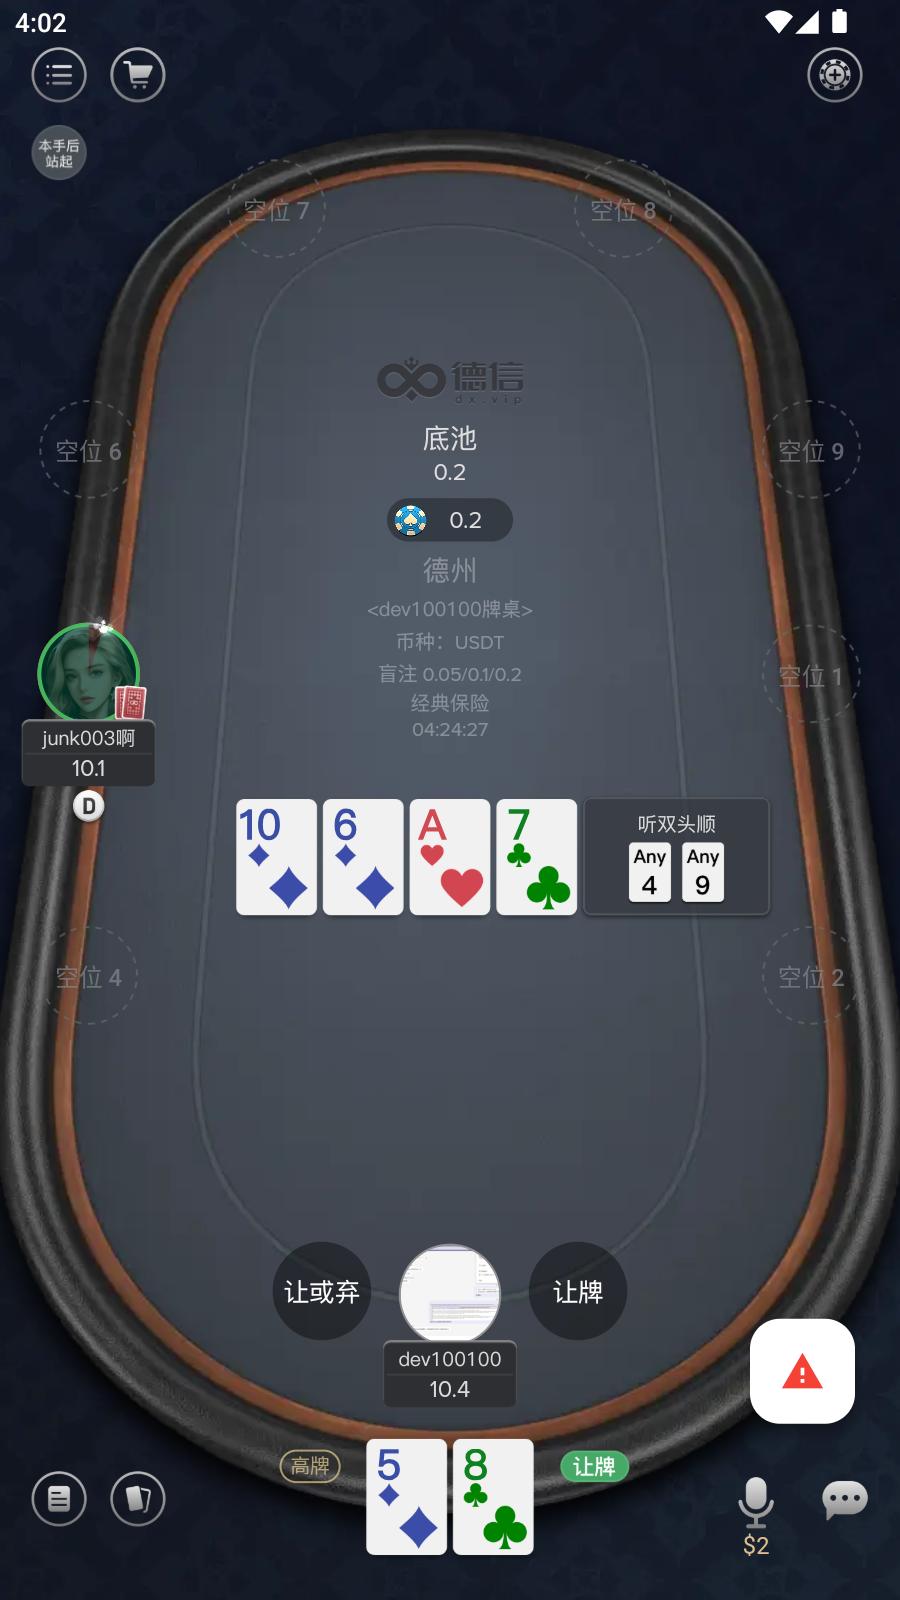 4:02
本手后
站起
空位 7
空位 8
德信
dx.vip
底池
0.2
0.2
空位 6
空位 9
德州
<dev100100牌桌>
币种：USDT
盲注 0.05/0.1/0.2
经典保险
04:24:27
空位 1
junk003啊
10.1
D
10
6
A
7
听双头顺
Any
4
Any
9
空位 4
空位 2
让或弃
让牌
dev100100
10.4
高牌
5
8
让牌
$2